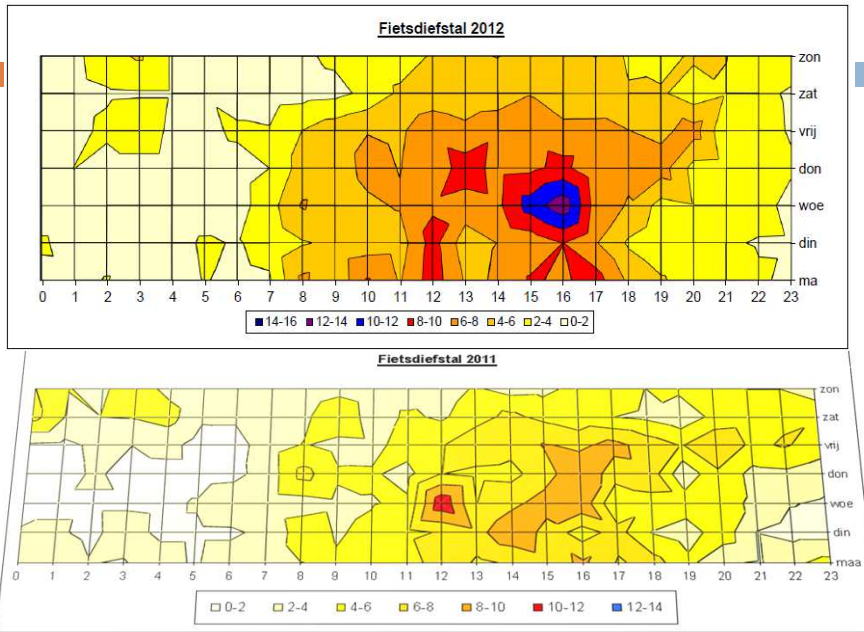 Fietsdiefstal 2012
zon
zat
vrij
don
woe
din
ma
0 1 2 3 4 5 6 7 8 9 10 11 12 13 14 15 16 17 18 19 20 21 22 23
14-16 12-14 10-12 8-10 6-8 4-6 2-4 0-2
Fietsdiefstal 2011
zon
zat
vrij
don
woe
din
maa
0 1 2 3 4 5 6 7 8 9 10 11 12 13 14 15 16 17 18 19 20 21 22 23
0-2 2-4 4-6 6-8 8-10 10-12 12-14